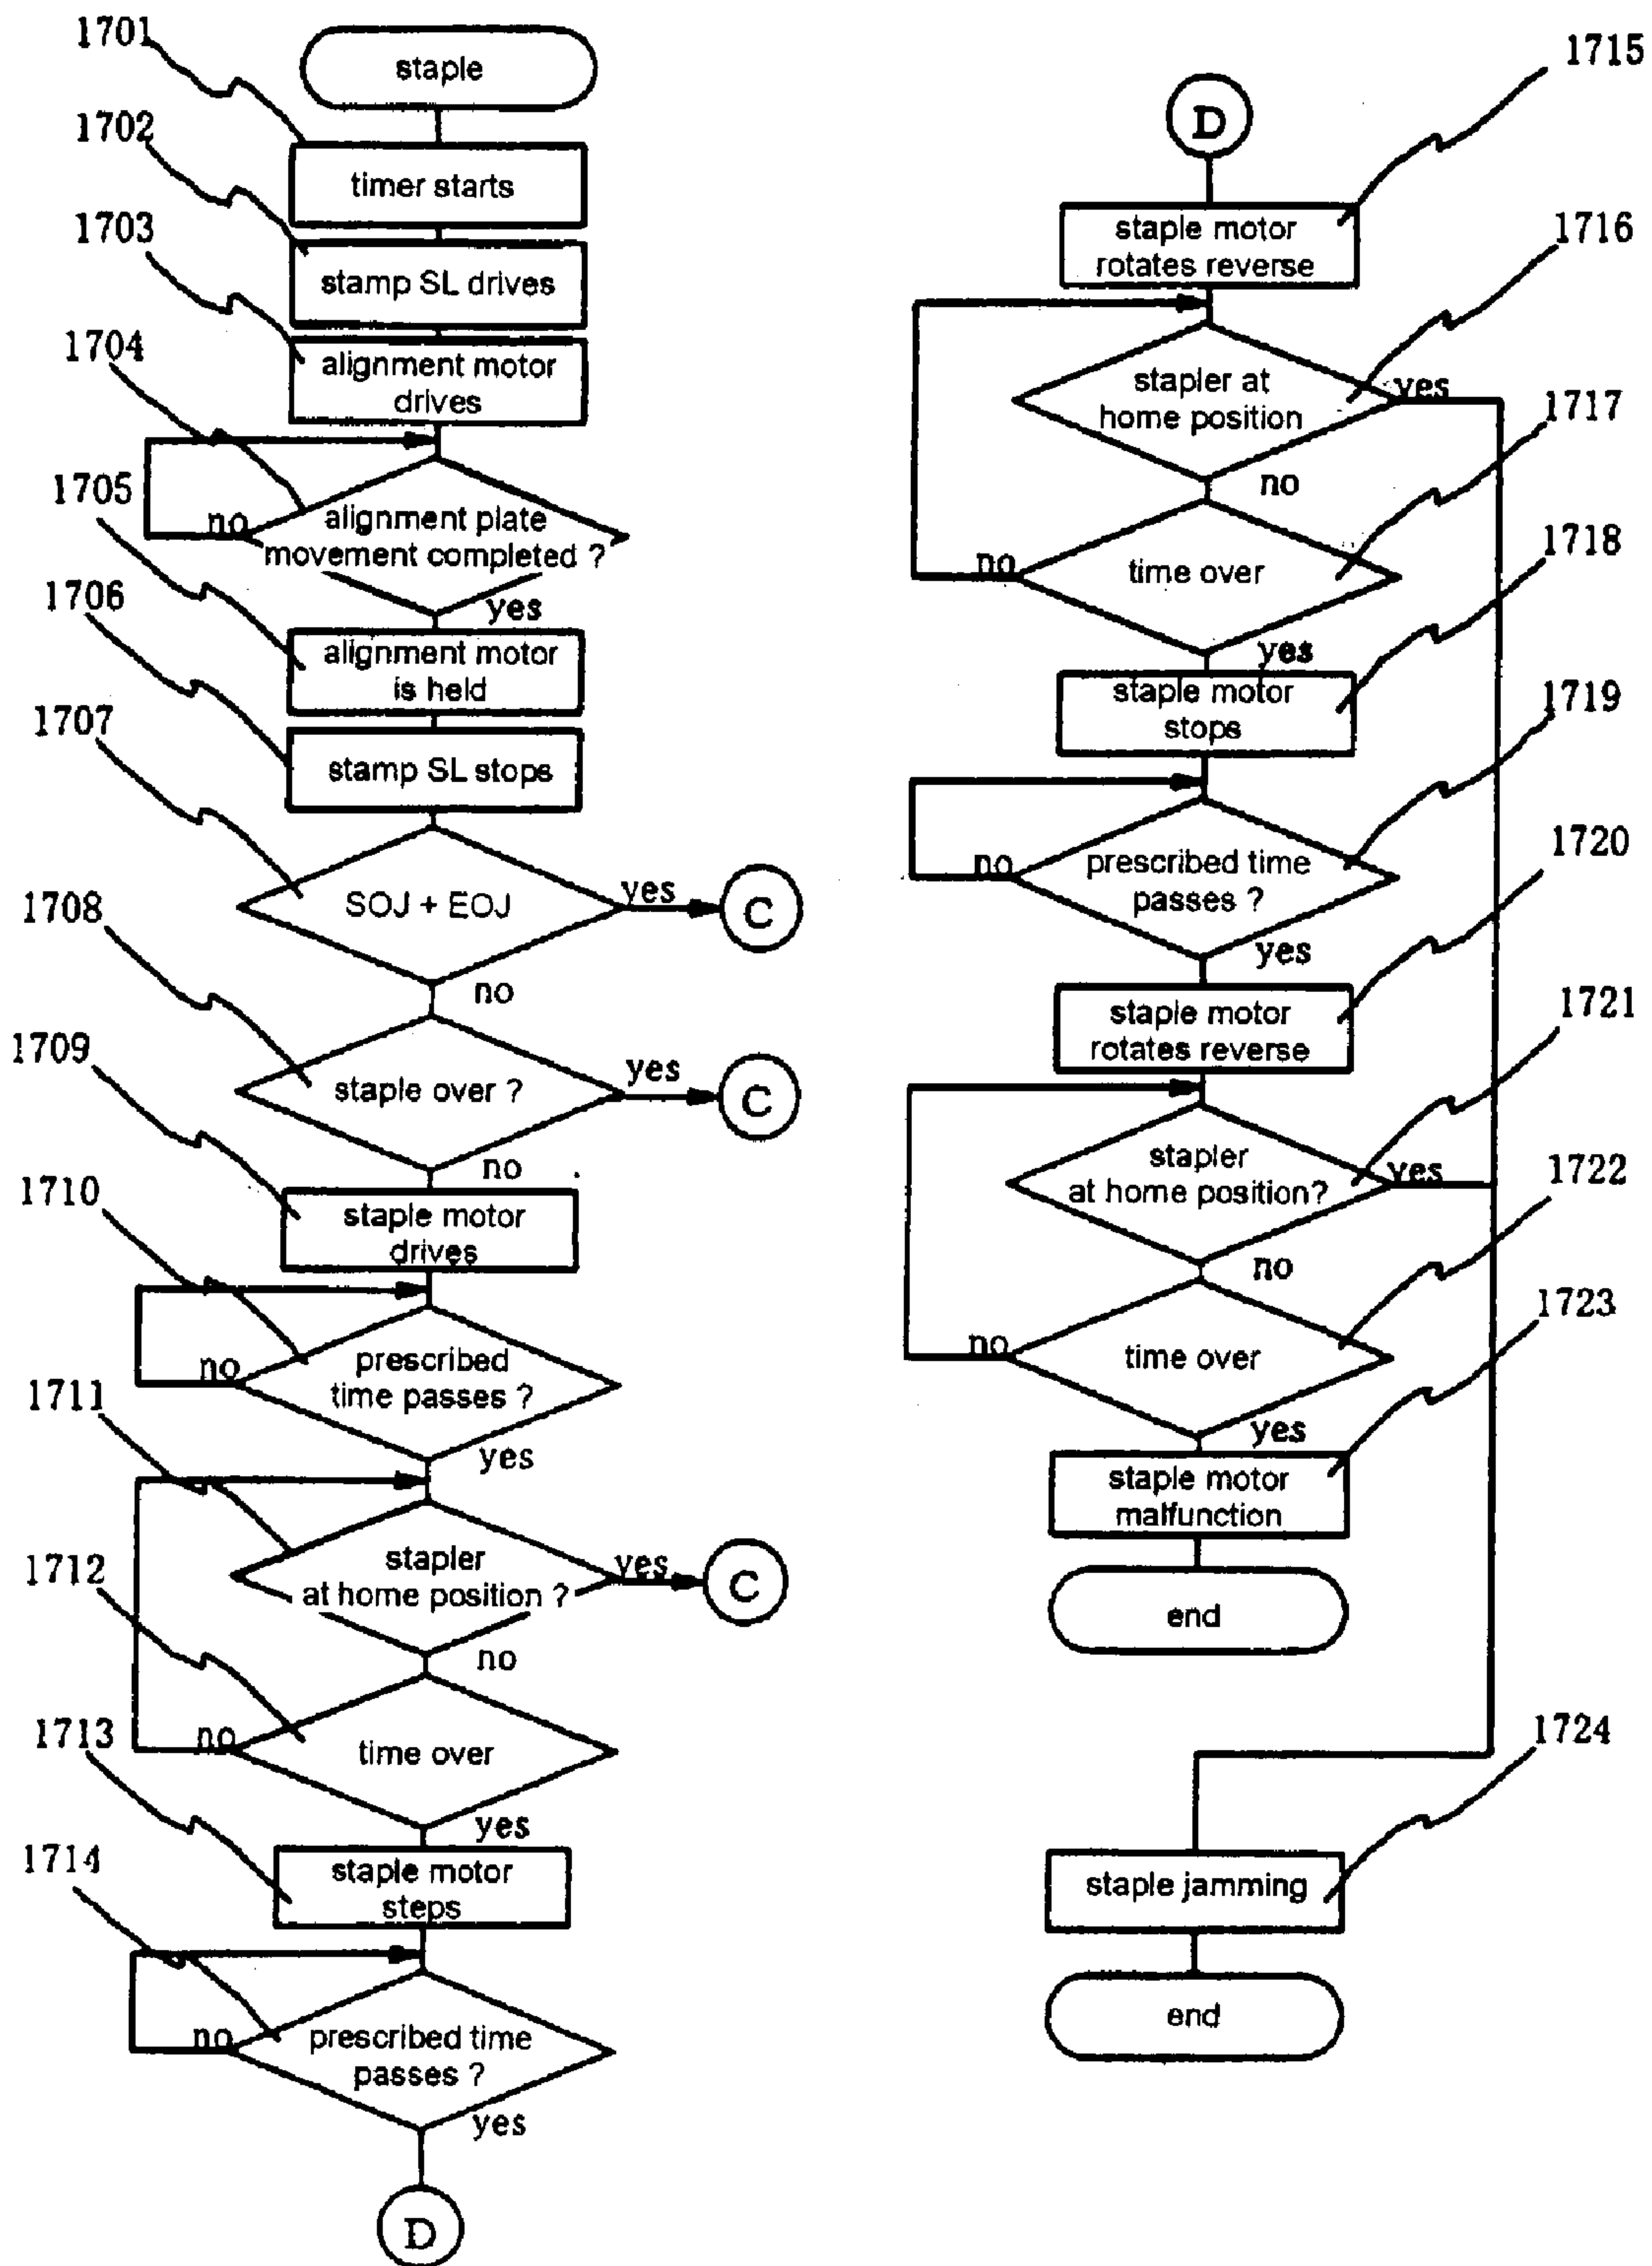 1701
staple
1702
timer starts
1703
stamp SL drives
1704
alignment motor
drives
1705
no
alignment plate
movement completed ?
yes
1706
alignment motor
is held
1707
stamp SL stops
1708
SOJ + EOJ
yes
C
no
1709
staple over ?
yes
C
no
1710
staple motor
drives
1711
no
prescribed
time passes ?
yes
1712
stapler
at home position ?
yes
C
no
1713
no
time over
yes
1714
staple motor
steps
no
prescribed time
passes ?
yes
D
D
1715
staple motor
rotates reverse
1716
stapler at
home position
yes
1717
no
no
time over
1718
yes
staple motor
stops
1719
no
prescribed time
passes ?
1720
yes
staple motor
rotates reverse
1721
stapler
at home position?
yes
1722
no
no
time over
1723
yes
staple motor
malfunction
end
1724
staple jamming
end